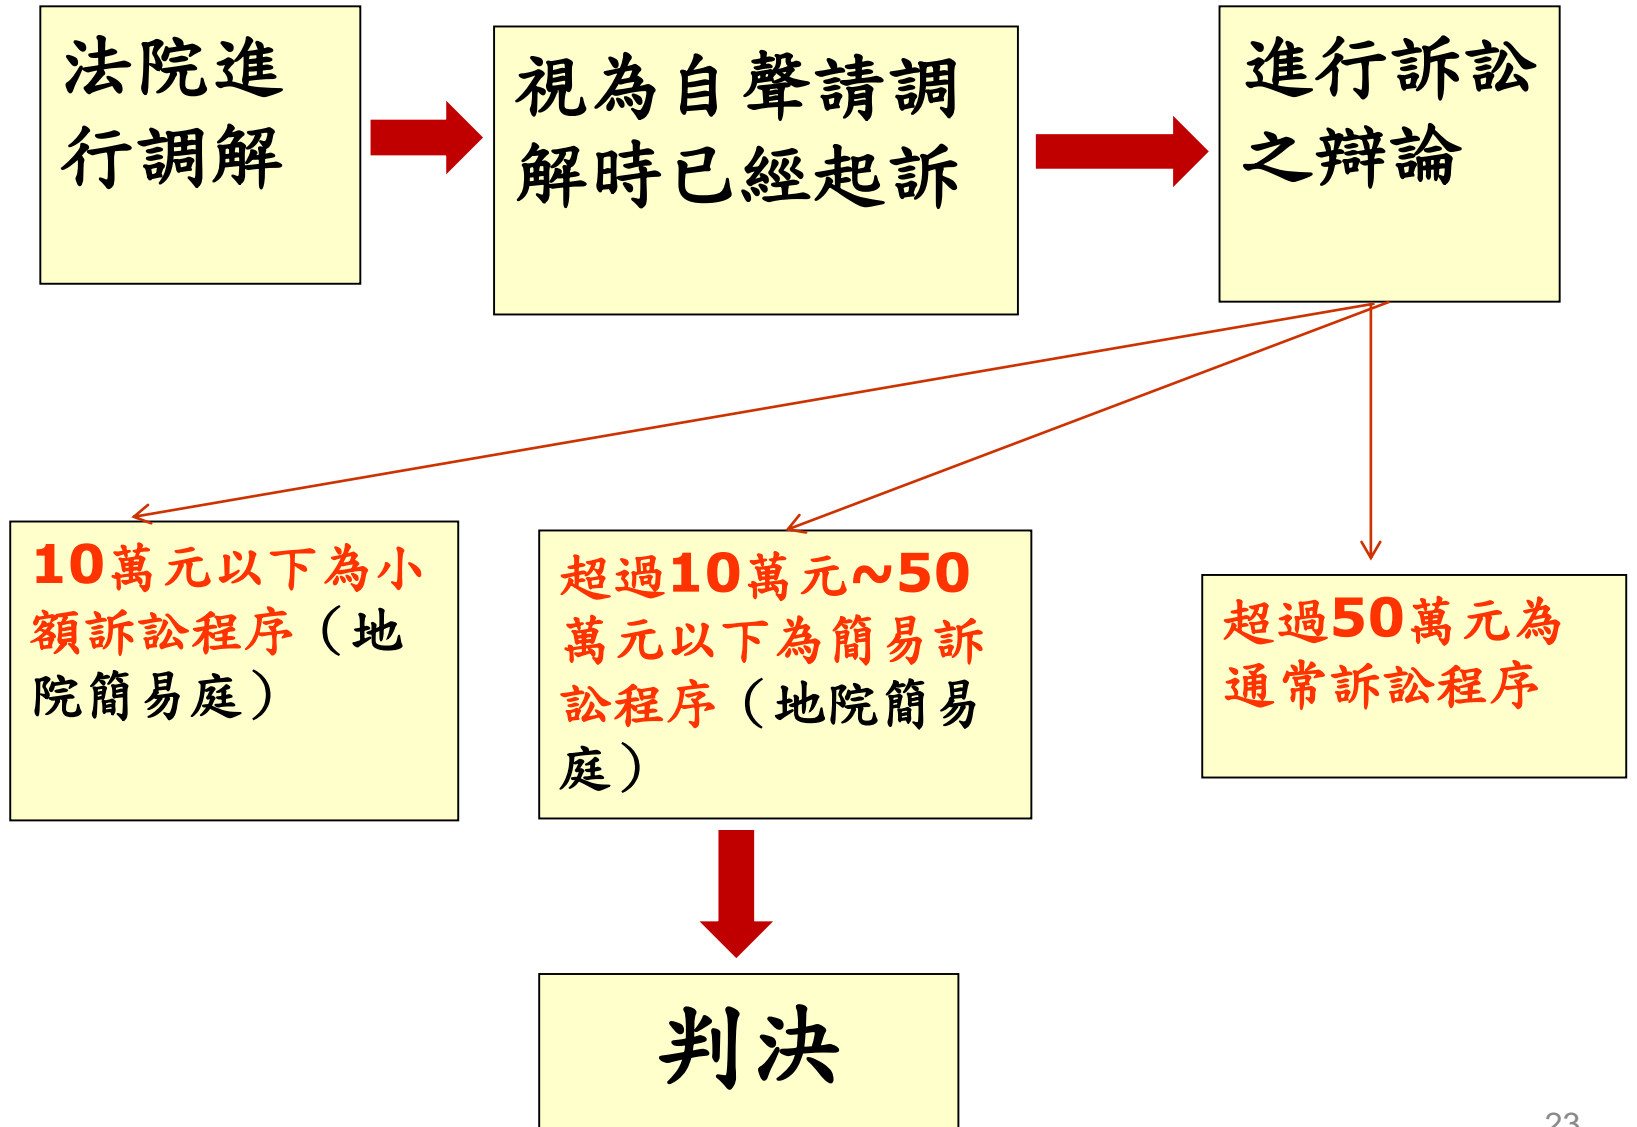 法院進
行調解
視為自聲請調
解時已經起訴
進行訴訟
之辯論
10萬元以下為小
額訴訟程序（地
院簡易庭）
超過10萬元~50
萬元以下為簡易訴
訟程序（地院簡易
庭）
超過50萬元為
通常訴訟程序
判決
23